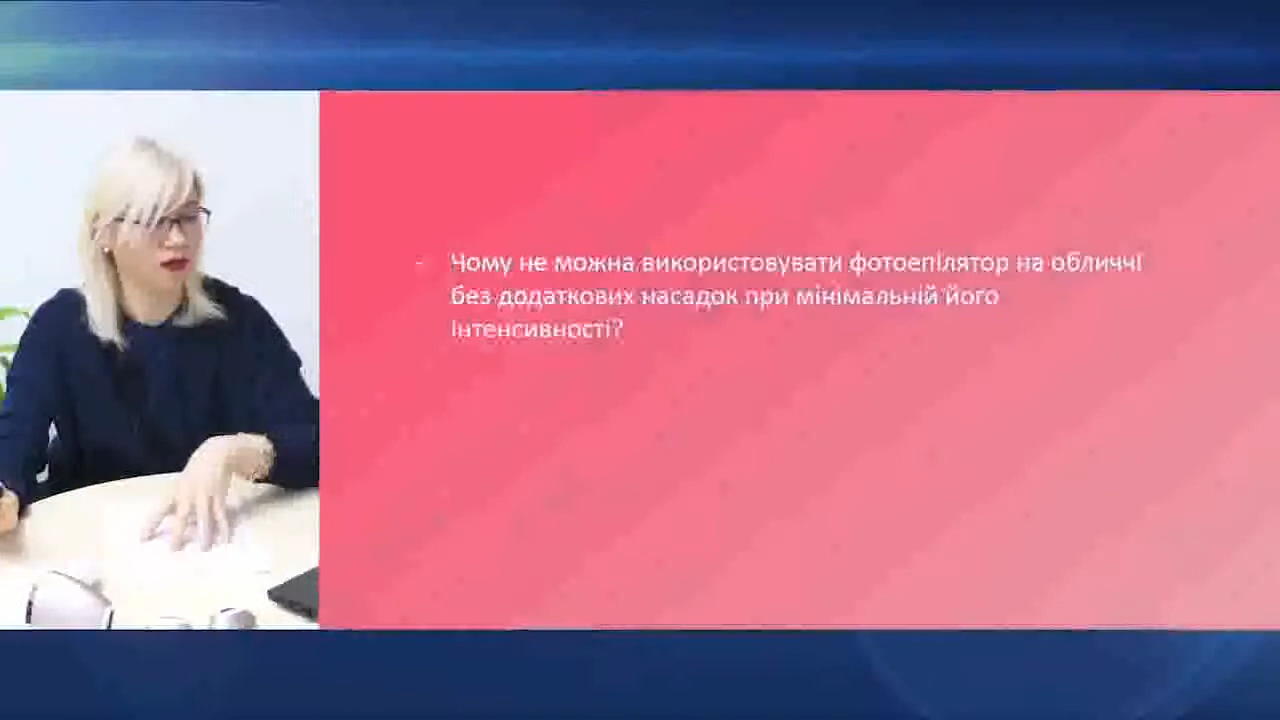 - Чому не можна використовувати фотоепілятор на обличчі
без додаткових насадок при мінімальній його
інтенсивності?